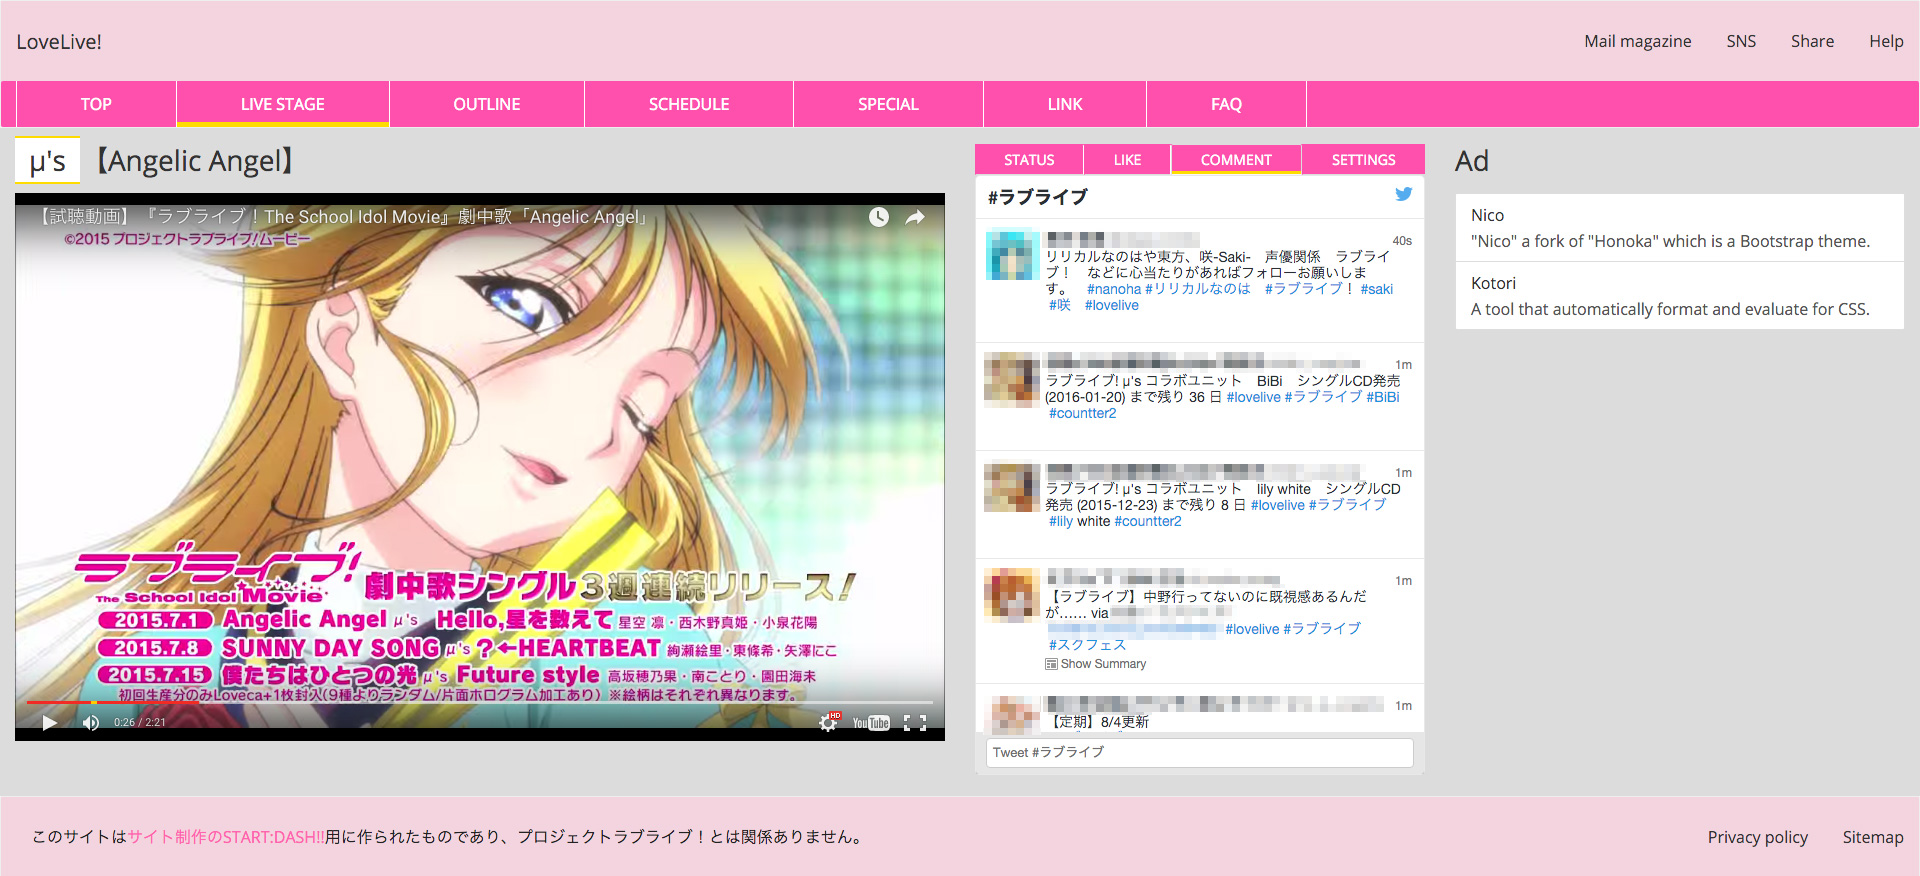 LoveLive!
Mail magazine
SNS
Share
Help
TOP
LIVE STAGE
OUTLINE
SCHEDULE
SPECIAL
LINK
FAQ
μ's 【Angelic Angel】
【試聴動画】『ラブライブ！The School Idol Movie』劇中歌「Angelic Angel」
©2015 プロジェクトラブライブ!ムービー
ラブライブ!
The School Idol Movie
劇中歌シングル3週連続リリース!
2015.7.1 Angelic Angel μ's Hello,星を数えて 星空 凛・西木野真姫・小泉花陽
2015.7.8 SUNNY DAY SONG μ's ?←HEARTBEAT 絢瀬絵里・東條希・矢澤にこ
2015.7.15 僕たちはひとつの光 μ's Future style 高坂穂乃果・南ことり・園田海未
初回生産分のみLoveca+1枚封入(9種よりランダム/片面ホログラム加工あり) ※絵柄はそれぞれ異なります。
0:26 / 2:21
HD
YouTube
STATUS
LIKE
COMMENT
SETTINGS
#ラブライブ
40s
リリカルなのはや東方、咲-Saki-　声優関係　ラブライ
ブ！　などに心当たりがあればフォローお願いしま
す。　#nanoha #リリカルなのは　#ラブライブ！ #saki
#咲　#lovelive
1m
ラブライブ! μ's コラボユニット　BiBi　シングルCD発売
(2016-01-20) まで残り 36 日 #lovelive #ラブライブ #BiBi
#countter2
1m
ラブライブ! μ's コラボユニット　lily white　シングルCD
発売 (2015-12-23) まで残り 8 日 #lovelive #ラブライブ
#lily white #countter2
1m
【ラブライブ】中野行ってないのに既視感あるんだ
が…… via
#lovelive #ラブライブ
#スクフェス
Show Summary
1m
【定期】8/4更新
Tweet #ラブライブ
Ad
Nico
"Nico" a fork of "Honoka" which is a Bootstrap theme.
Kotori
A tool that automatically format and evaluate for CSS.
このサイトはサイト制作のSTART:DASH!!用に作られたものであり、プロジェクトラブライブ！とは関係ありません。
Privacy policy
Sitemap